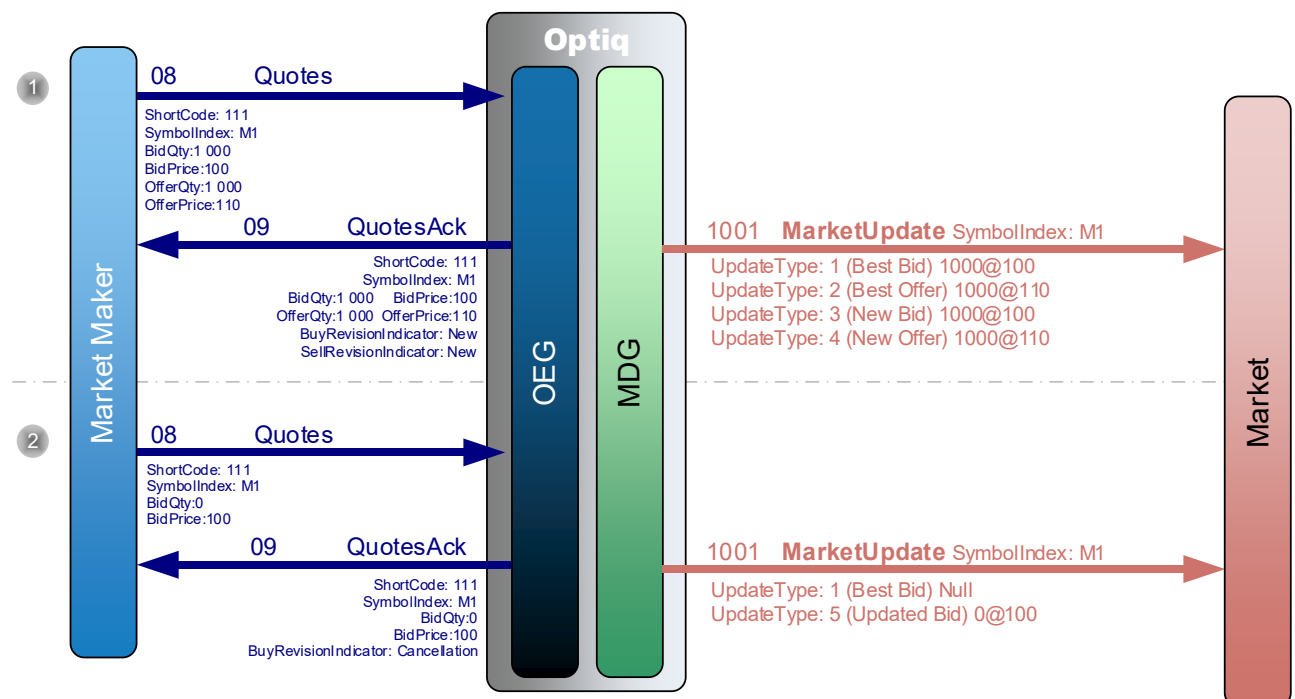 Optiq
1
08 Quotes
ShortCode: 111
SymbolIndex: M1
BidQty:1 000
BidPrice:100
OfferQty:1 000
OfferPrice:110
09 QuotesAck
ShortCode: 111
SymbolIndex: M1
BidQty:1 000 BidPrice:100
OfferQty:1 000 OfferPrice:110
BuyRevisionIndicator: New
SellRevisionIndicator: New
1001 MarketUpdate SymbolIndex: M1
UpdateType: 1 (Best Bid) 1000@100
UpdateType: 2 (Best Offer) 1000@110
UpdateType: 3 (New Bid) 1000@100
UpdateType: 4 (New Offer) 1000@110
Market Maker
OEG
MDG
Market
2
08 Quotes
ShortCode: 111
SymbolIndex: M1
BidQty:0
BidPrice:100
09 QuotesAck
ShortCode: 111
SymbolIndex: M1
BidQty:0
BidPrice:100
BuyRevisionIndicator: Cancellation
1001 MarketUpdate SymbolIndex: M1
UpdateType: 1 (Best Bid) Null
UpdateType: 5 (Updated Bid) 0@100